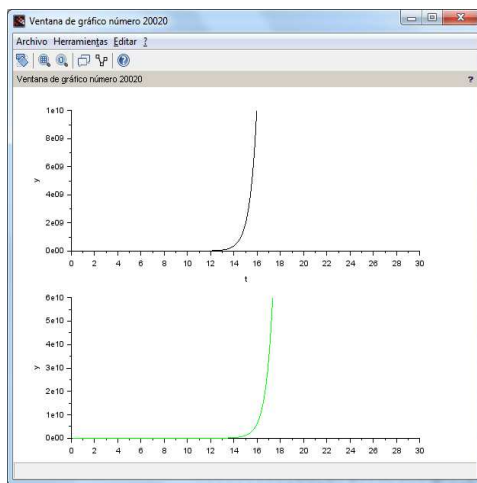 Ventana de gráfico número 20020
Archivo Herramientas Editar ?
Ventana de gráfico número 20020 ?
1e10
8e09
6e09
y
4e09
2e09
0e00
0 2 4 6 8 10 12 14 16 18 20 22 24 26 28 30
t
6e10
5e10
4e10
y 3e10
2e10
1e10
0e00
0 2 4 6 8 10 12 14 16 18 20 22 24 26 28 30